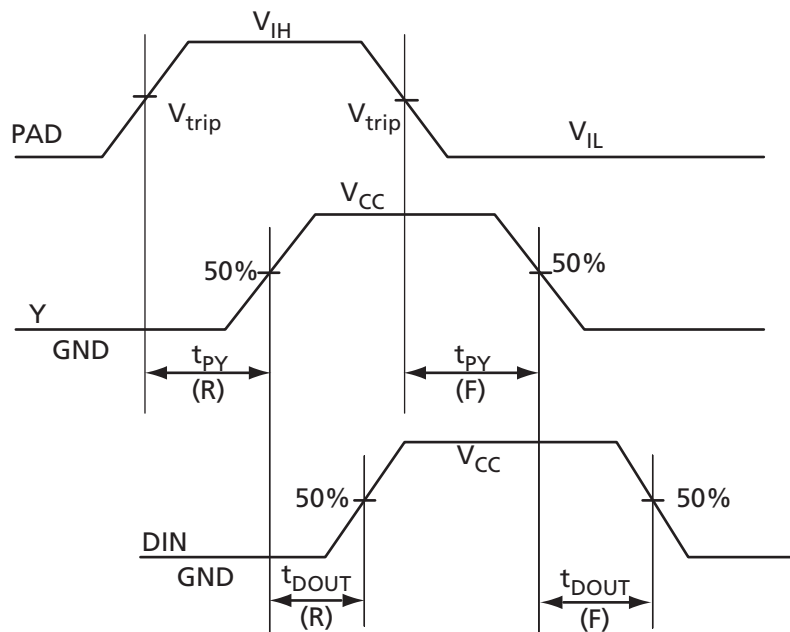 V_IH
V_trip
V_trip
PAD
V_IL
V_CC
50%
50%
Y
GND
t_PY
(R)
t_PY
(F)
V_CC
50%
50%
DIN
GND
t_DOUT
(R)
t_DOUT
(F)